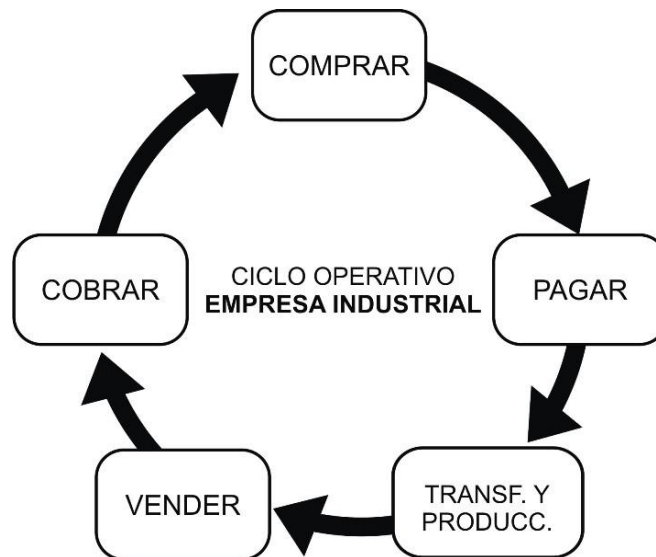 COMPRAR
PAGAR
TRANSF. Y
PRODUCC.
VENDER
COBRAR
CICLO OPERATIVO
EMPRESA INDUSTRIAL